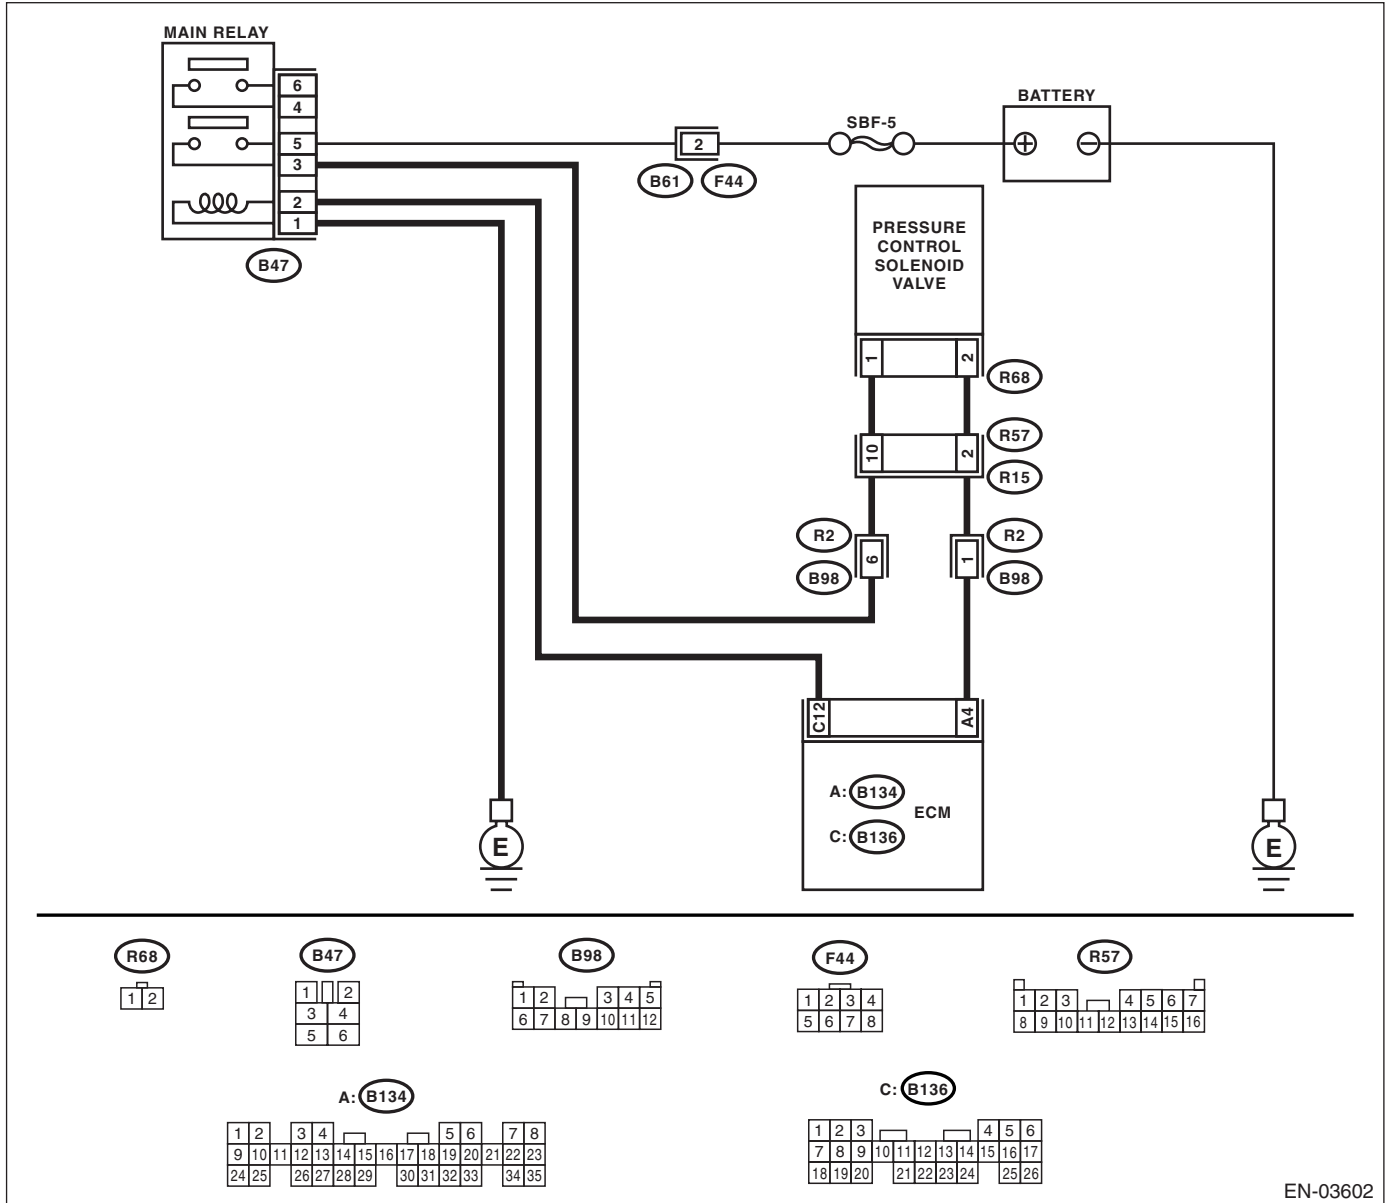 MAIN RELAY
6
4
5
3
2
1
B47
2
B61 F44
SBF-5
BATTERY
+ −
PRESSURE
CONTROL
SOLENOID
VALVE
1 2
R68
10 2
R57
R15
R2 6 1 R2
B98 B98
C12 A4
A: B134
ECM
C: B136
E
E
R68
1 2
B47
1 2
3 4
5 6
B98
1 2 3 4 5
6 7 8 9 10 11 12
F44
1 2 3 4
5 6 7 8
R57
1 2 3 4 5 6 7
8 9 10 11 12 13 14 15 16
A: B134
1 2 3 4 5 6 7 8
9 10 11 12 13 14 15 16 17 18 19 20 21 22 23
24 25 26 27 28 29 30 31 32 33 34 35
C: B136
1 2 3 4 5 6
7 8 9 10 11 12 13 14 15 16 17
18 19 20 21 22 23 24 25 26
EN-03602